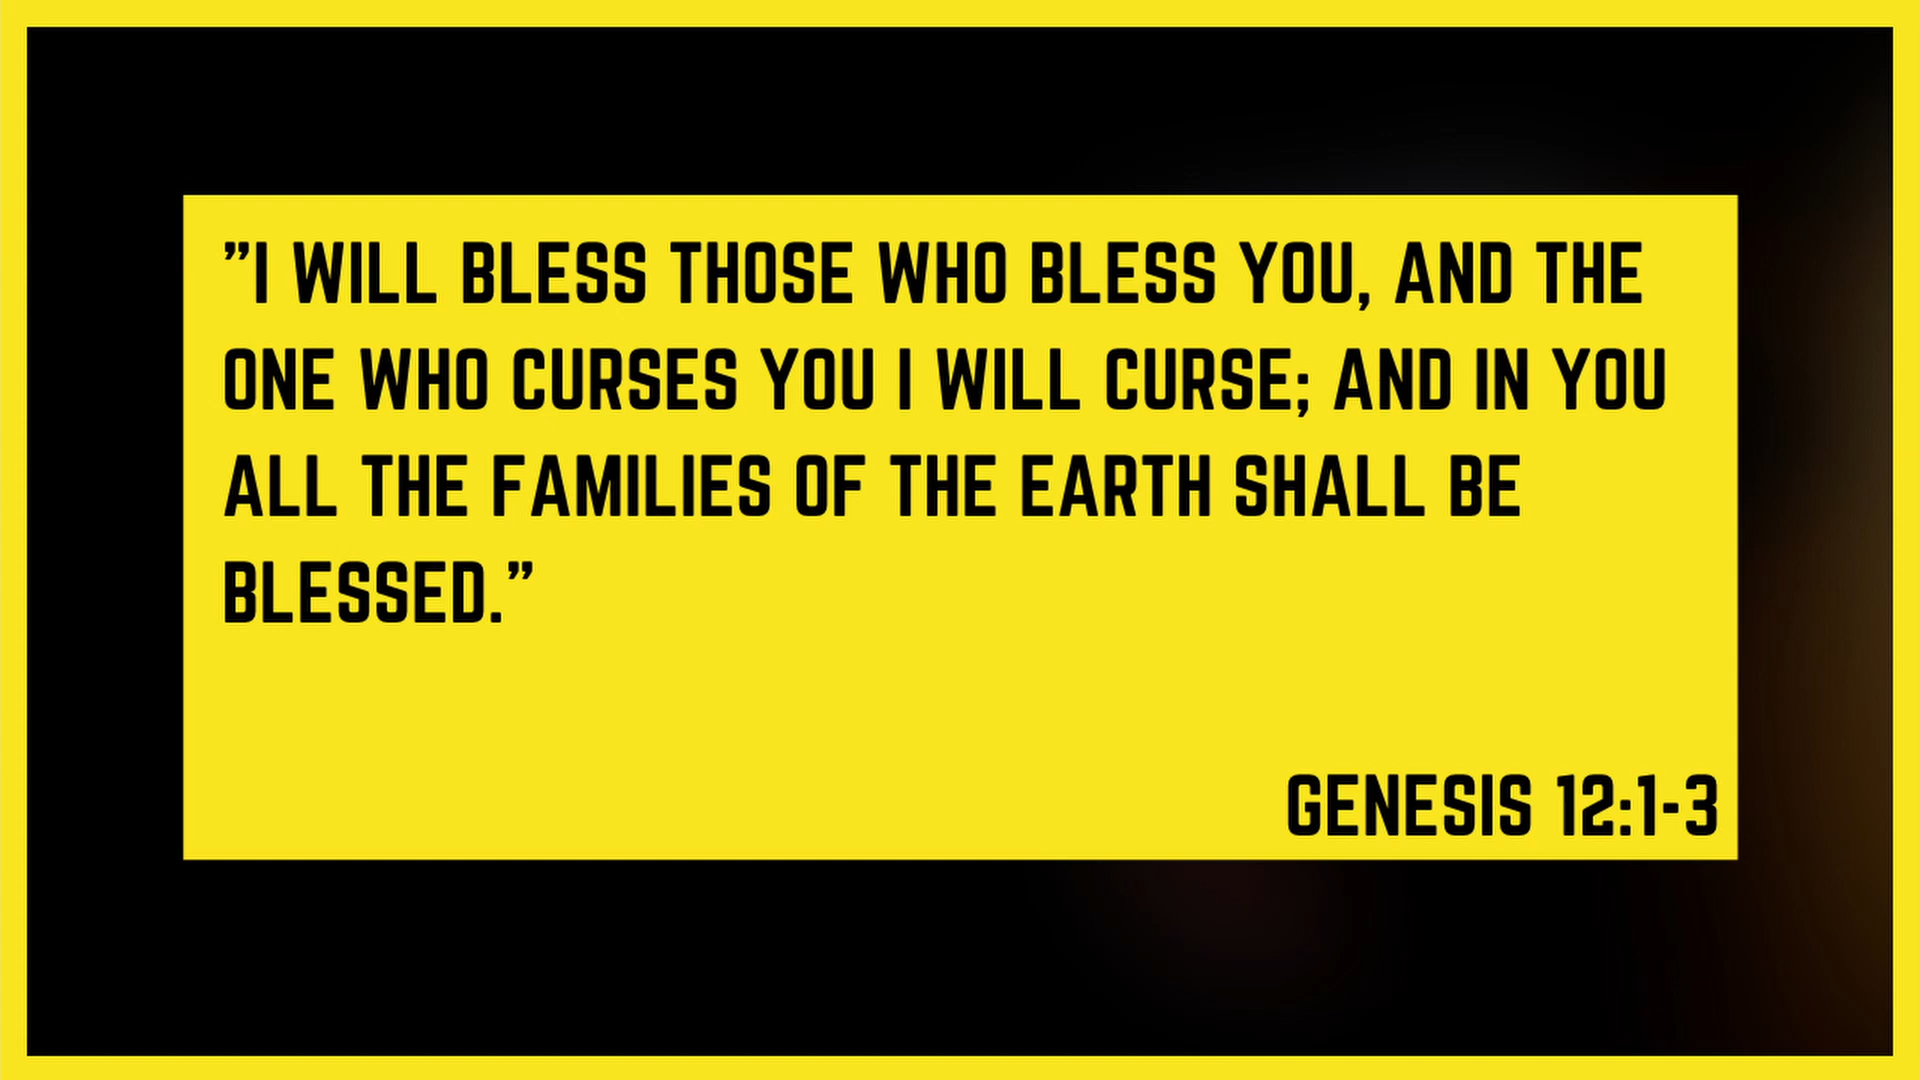 ”I WILL BLESS THOSE WHO BLESS YOU, AND THE
ONE WHO CURSES YOU I WILL CURSE; AND IN YOU
ALL THE FAMILIES OF THE EARTH SHALL BE
BLESSED.”
GENESIS 12:1-3